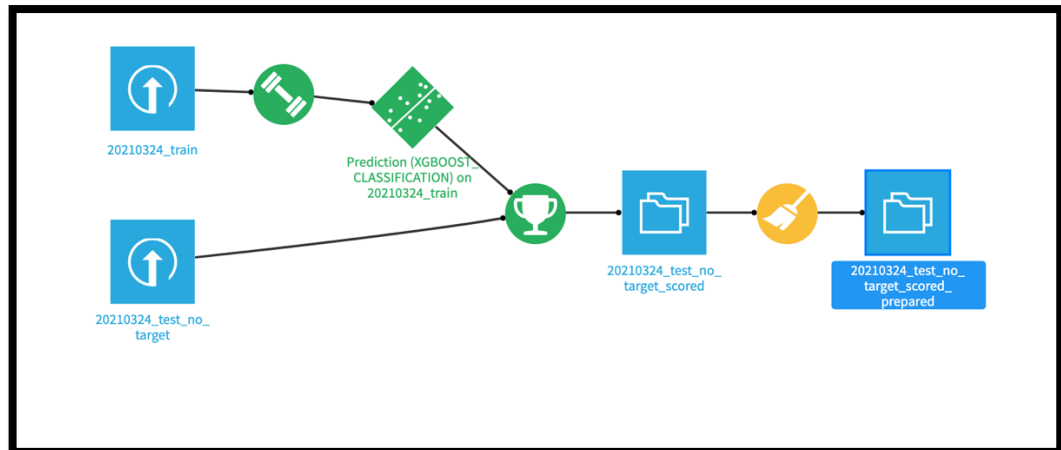 20210324_train
Prediction (XGBOOST_
CLASSIFICATION) on
20210324_train
20210324_test_no_
target
20210324_test_no_
target_scored
20210324_test_no_
target_scored_
prepared